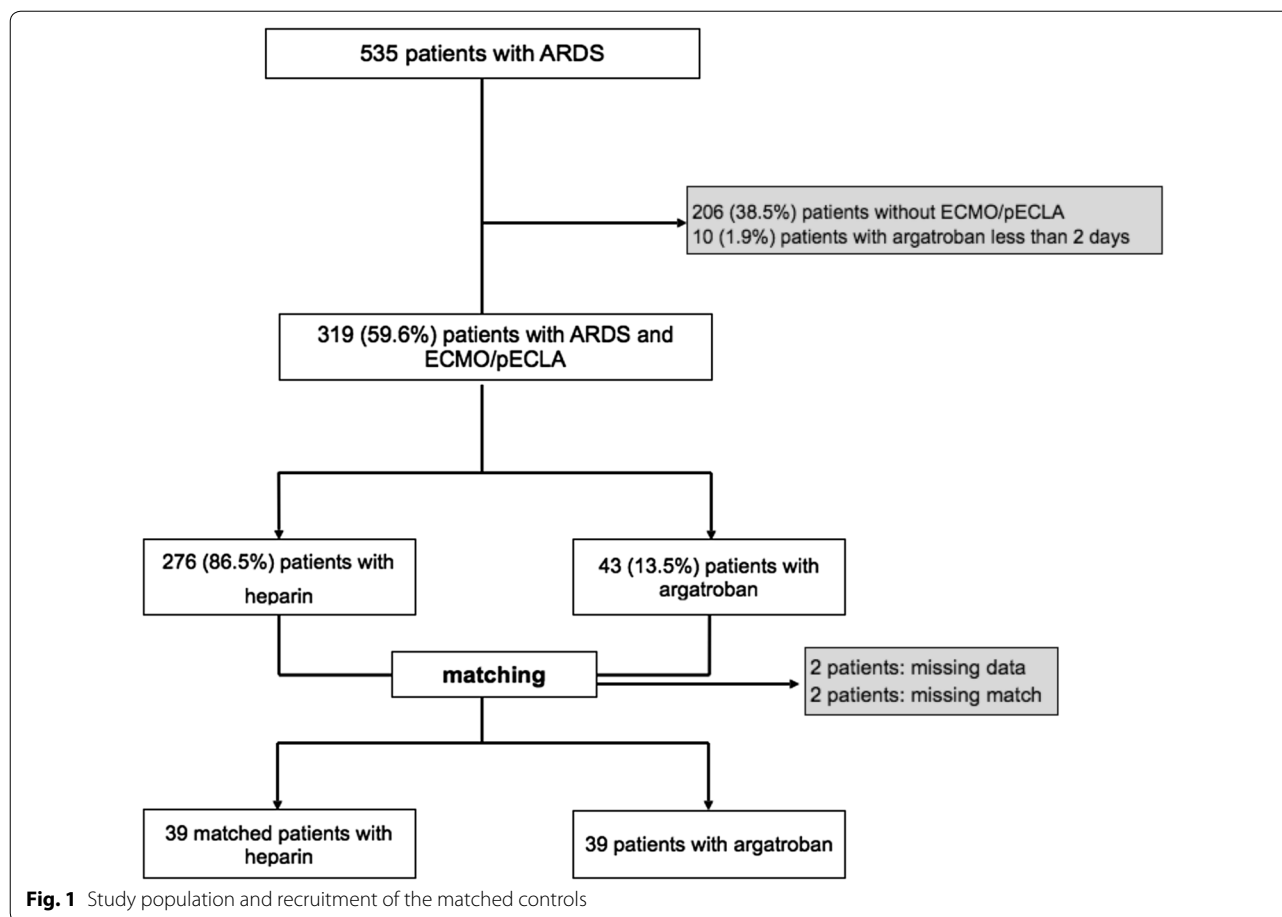 535 patients with ARDS
206 (38.5%) patients without ECMO/pECLA
10 (1.9%) patients with argatroban less than 2 days
319 (59.6%) patients with ARDS and
ECMO/pECLA
276 (86.5%) patients with
heparin
43 (13.5%) patients with
argatroban
matching
2 patients: missing data
2 patients: missing match
39 matched patients with
heparin
39 patients with argatroban
Fig. 1 Study population and recruitment of the matched controls